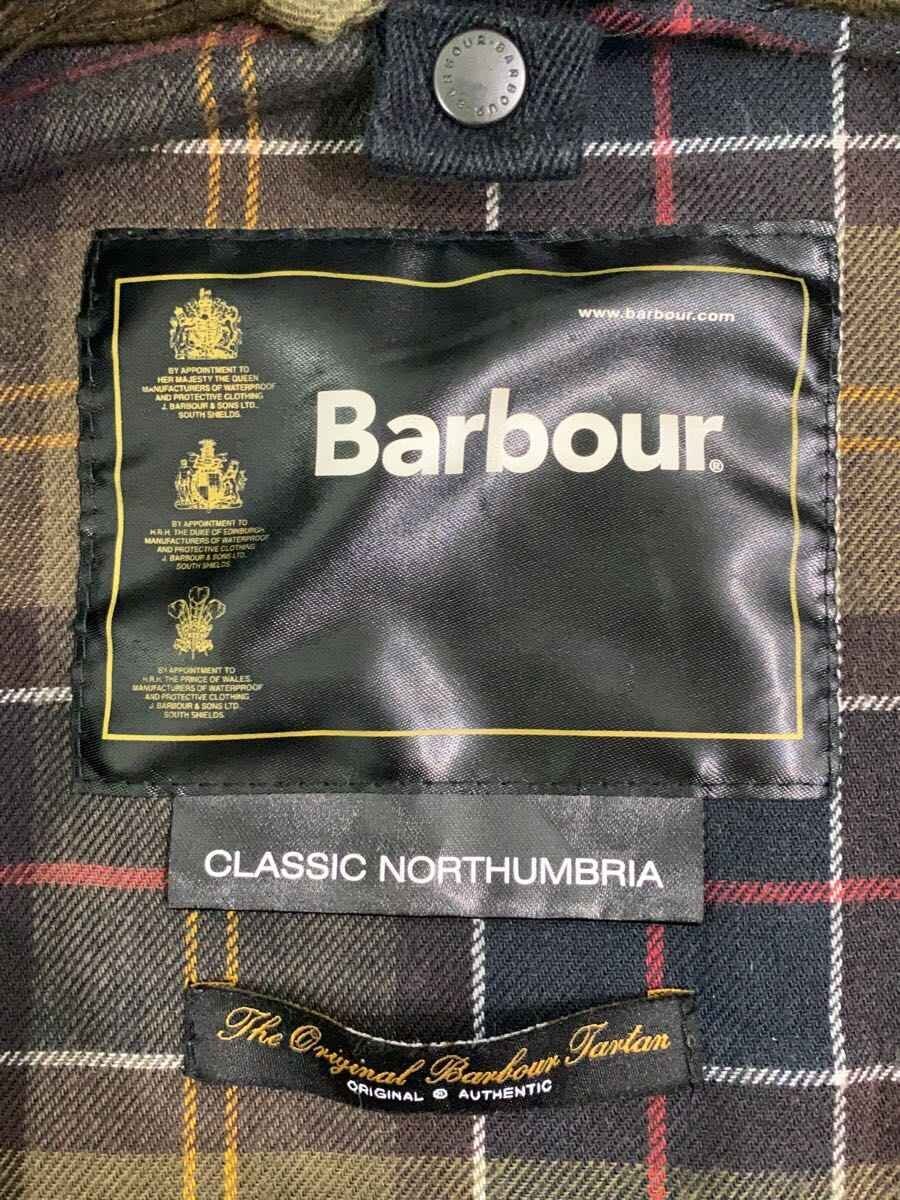 BARBOUR · BARBOUR · BARBOUR
www.barbour.com
Barbour®
BY APPOINTMENT TO
HER MAJESTY THE QUEEN
MANUFACTURERS OF WATERPROOF
AND PROTECTIVE CLOTHING
J. BARBOUR & SONS LTD.,
SOUTH SHIELDS.
BY APPOINTMENT TO
H.R.H. THE DUKE OF EDINBURGH
MANUFACTURERS OF WATERPROOF
AND PROTECTIVE CLOTHING
J. BARBOUR & SONS LTD.
SOUTH SHIELDS
BY APPOINTMENT TO
H.R.H. THE PRINCE OF WALES.
MANUFACTURERS OF WATERPROOF
AND PROTECTIVE CLOTHING
J. BARBOUR & SONS LTD.
SOUTH SHIELDS.
CLASSIC NORTHUMBRIA
The Original Barbour Tartan
ORIGINAL ® AUTHENTIC